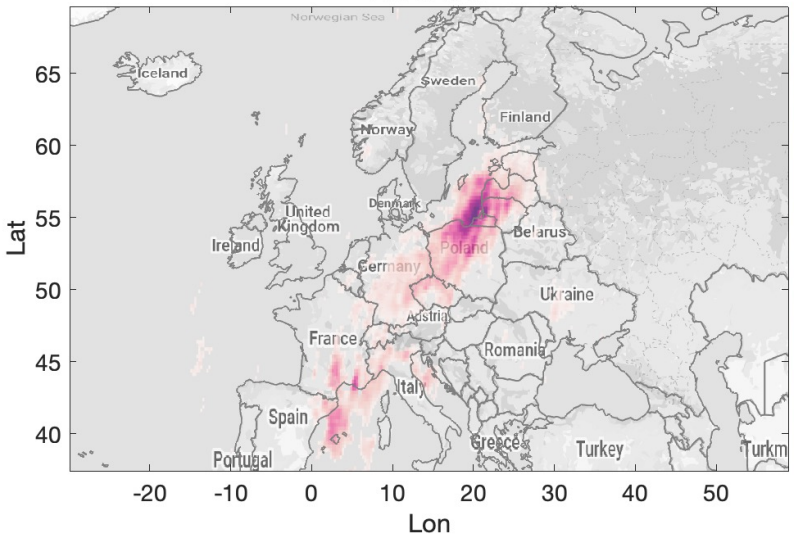 Norwegian Sea
65
Iceland
Sweden
Finland
60
Norway
Denmark
55
United
Kingdom
Ireland
Belarus
Poland
Germany
50
Ukraine
Austria
France
Romania
45
Italy
Spain
40
Portugal
Greece
Turkey
Turkm
-20 -10 0 10 20 30 40 50
Lat
Lon